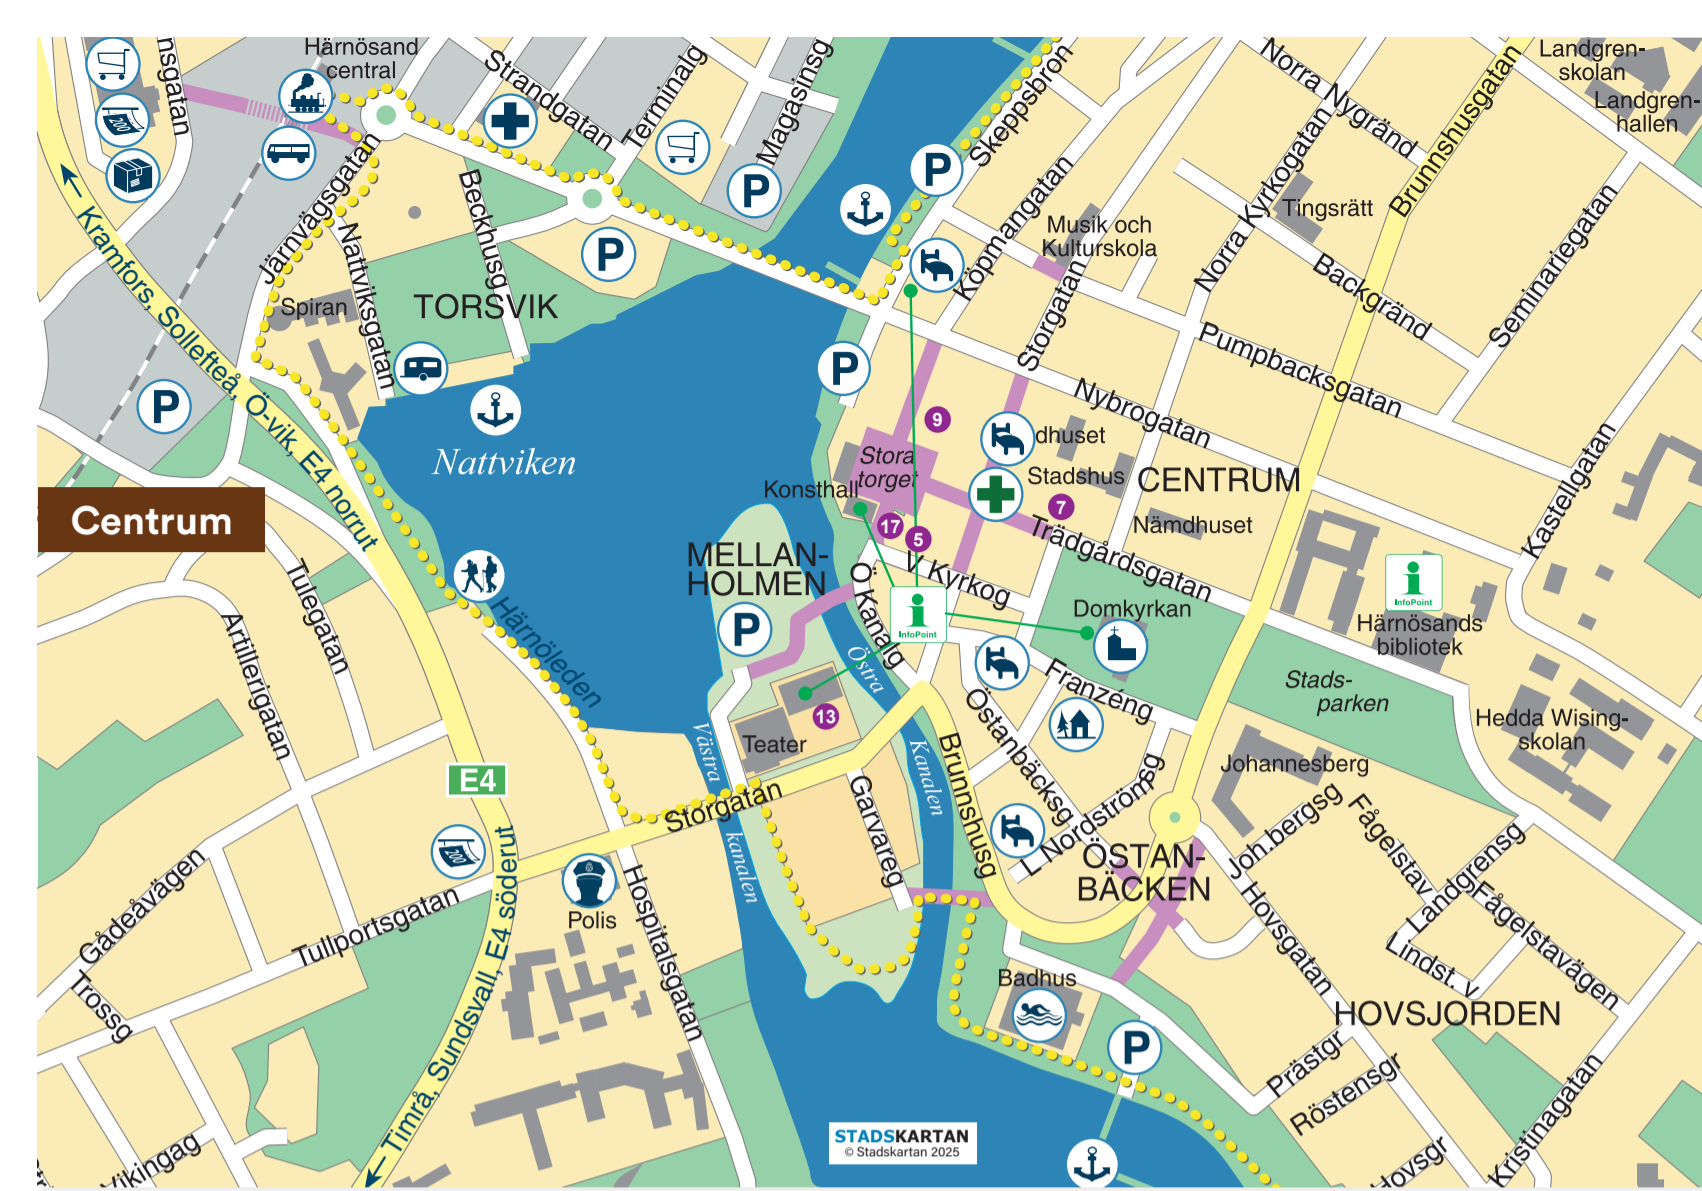 Härnösand
central
nsgatan
Strandgatan
Terminalg
Magasinsg
Skeppsbron
Norra Nygränd
Brunnshusgatan
Landgren-
skolan
Landgren-
hallen
200
P
P
Järnvägsgatan
Beckhusg
Nattviksgatan
Köpmangatan
Musik och
Kulturskola
Norra Kyrkogatan
Tingsrätt
Seminariegatan
Backgränd
Kramfors, Sollefteå, Ö-vik, E4 norrut
Spiran
TORSVIK
P
Storgatan
Pumpbacksgatan
P
P
Nybrogatan
Nattviken
9
dhuset
Stora
torget
Konsthall
Stadshus
CENTRUM
7
Kastellgatan
Centrum
17
5
Trädgårdsgatan
Nämdhuset
MELLAN-
HOLMEN
V Kyrkog
Ö Kanalg
InfoPoint
InfoPoint
Domkyrkan
Härnösands
bibliotek
Tulegatan
Artillerigatan
Härnöleden
P
Östra
Kanalen
Franzéng
Stads-
parken
Hedda Wising-
skolan
13
Teater
Västra
kanalen
Östanbäcksg
Johannesberg
E4
Storgatan
Garvareg
Brunnshusg
L Nordströmsg
Joh.bergsg
Fågelstav
Landgrensg
200
ÖSTAN-
BÄCKEN
Fågelstavägen
Gådeåvägen
Tullportsgatan
Polis
Hospitalsgatan
Hovsgatan
Lindst. v
Trossg
Timrå, Sundsvall, E4 söderut
Badhus
HOVSJORDEN
P
Prästgr
Röstensgr
Kristinagatan
Hovsgr
Vikingag
STADSKARTAN
© Stadskartan 2025